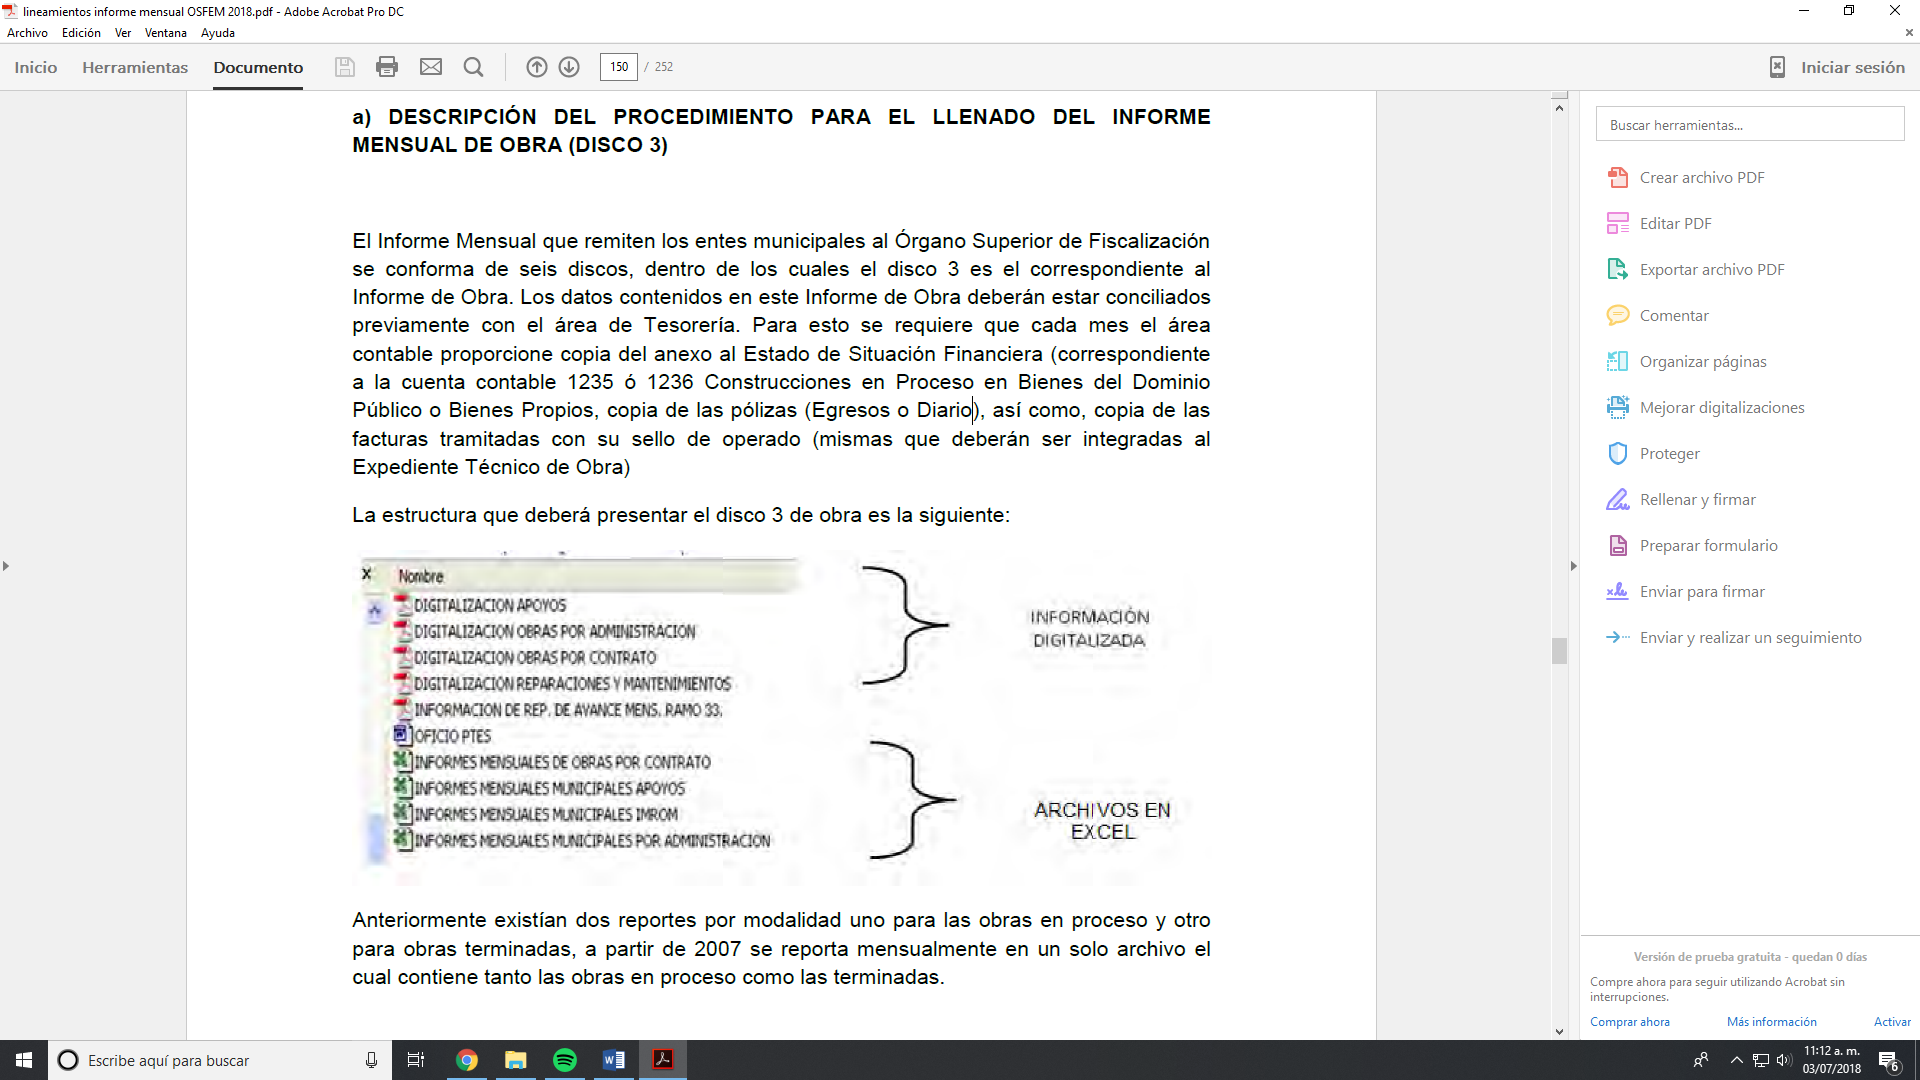 lineamientos informe mensual OSFEM 2018.pdf - Adobe Acrobat Pro DC
Archivo Edición Ver Ventana Ayuda
Inicio Herramientas Documento 150 / 252 Iniciar sesión
a) DESCRIPCIÓN DEL PROCEDIMIENTO PARA EL LLENADO DEL INFORME
MENSUAL DE OBRA (DISCO 3)
El Informe Mensual que remiten los entes municipales al Órgano Superior de Fiscalización
se conforma de seis discos, dentro de los cuales el disco 3 es el correspondiente al
Informe de Obra. Los datos contenidos en este Informe de Obra deberán estar conciliados
previamente con el área de Tesorería. Para esto se requiere que cada mes el área
contable proporcione copia del anexo al Estado de Situación Financiera (correspondiente
a la cuenta contable 1235 ó 1236 Construcciones en Proceso en Bienes del Dominio
Público o Bienes Propios, copia de las pólizas (Egresos o Diario), así como, copia de las
facturas tramitadas con su sello de operado (mismas que deberán ser integradas al
Expediente Técnico de Obra)
La estructura que deberá presentar el disco 3 de obra es la siguiente:
X Nombre
DIGITALIZACION APOYOS
DIGITALIZACION OBRAS POR ADMINISTRACION
DIGITALIZACION OBRAS POR CONTRATO
DIGITALIZACION REPARACIONES Y MANTENIMIENTOS
INFORMACION DE REP. DE AVANCE MENS. RAMO 33.
OFICIO PTES
INFORMES MENSUALES DE OBRAS POR CONTRATO
INFORMES MENSUALES MUNICIPALES APOYOS
INFORMES MENSUALES MUNICIPALES IMROM
INFORMES MENSUALES MUNICIPALES POR ADMINISTRACION
INFORMACIÓN
DIGITALIZADA
ARCHIVOS EN
EXCEL
Anteriormente existían dos reportes por modalidad uno para las obras en proceso y otro
para obras terminadas, a partir de 2007 se reporta mensualmente en un solo archivo el
cual contiene tanto las obras en proceso como las terminadas.
Buscar herramientas...
Crear archivo PDF
Editar PDF
Exportar archivo PDF
Comentar
Organizar páginas
Mejorar digitalizaciones
Proteger
Rellenar y firmar
Preparar formulario
Enviar para firmar
Enviar y realizar un seguimiento
Versión de prueba gratuita - quedan 0 días
Compre ahora para seguir utilizando Acrobat sin
interrupciones.
Comprar ahora Más información Activar
Escribe aquí para buscar
11:12 a. m.
03/07/2018
6